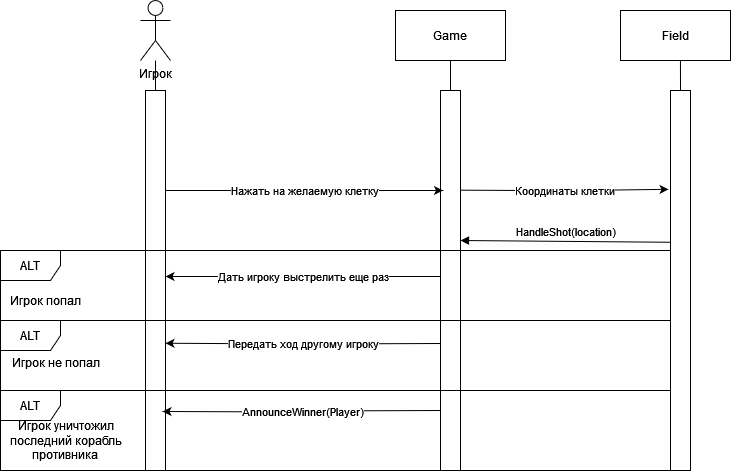 Игрок
Game
Field
Нажать на желаемую клетку
Координаты клетки
HandleShot(location)
ALT
Дать игроку выстрелить еще раз
Игрок попал
ALT
Передать ход другому игроку
Игрок не попал
ALT
AnnounceWinner(Player)
Игрок уничтожил
последний корабль
противника